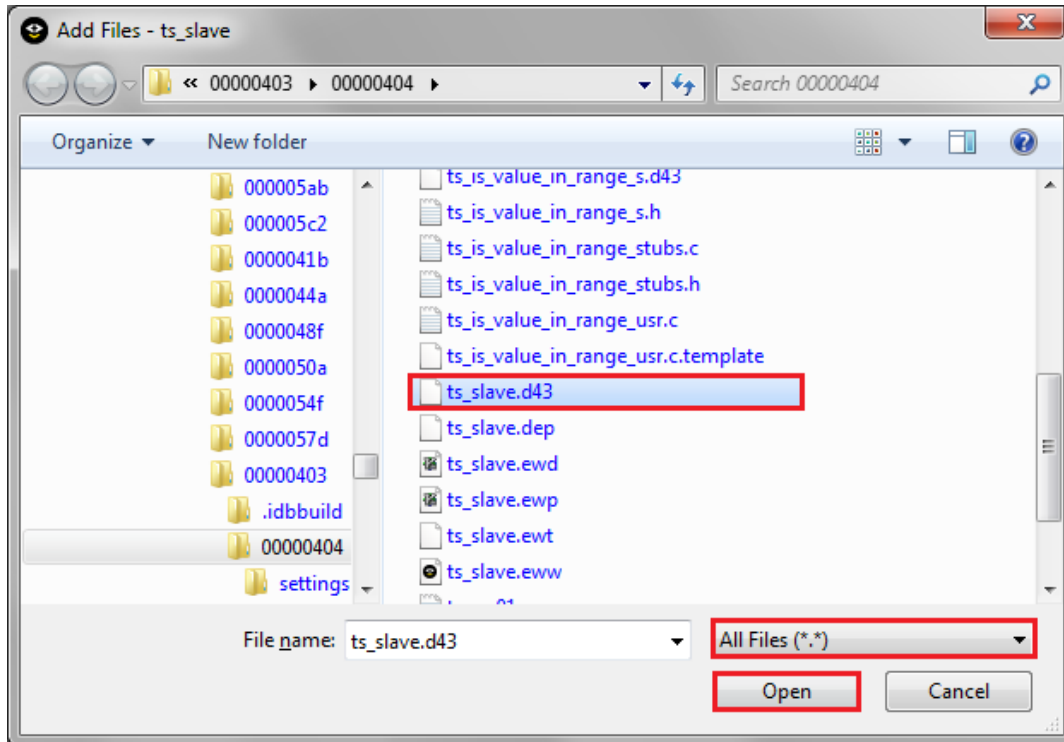 Add Files - ts_slave
« 00000403 ▸ 00000404 ▸
Search 00000404
Organize
New folder
000005ab
000005c2
0000041b
0000044a
0000048f
0000050a
0000054f
0000057d
00000403
.idbbuild
00000404
settings
ts_is_value_in_range_s.d43
ts_is_value_in_range_s.h
ts_is_value_in_range_stubs.c
ts_is_value_in_range_stubs.h
ts_is_value_in_range_usr.c
ts_is_value_in_range_usr.c.template
ts_slave.d43
ts_slave.dep
ts_slave.ewd
ts_slave.ewp
ts_slave.ewt
ts_slave.eww
File name: ts_slave.d43
All Files (*.*)
Open
Cancel